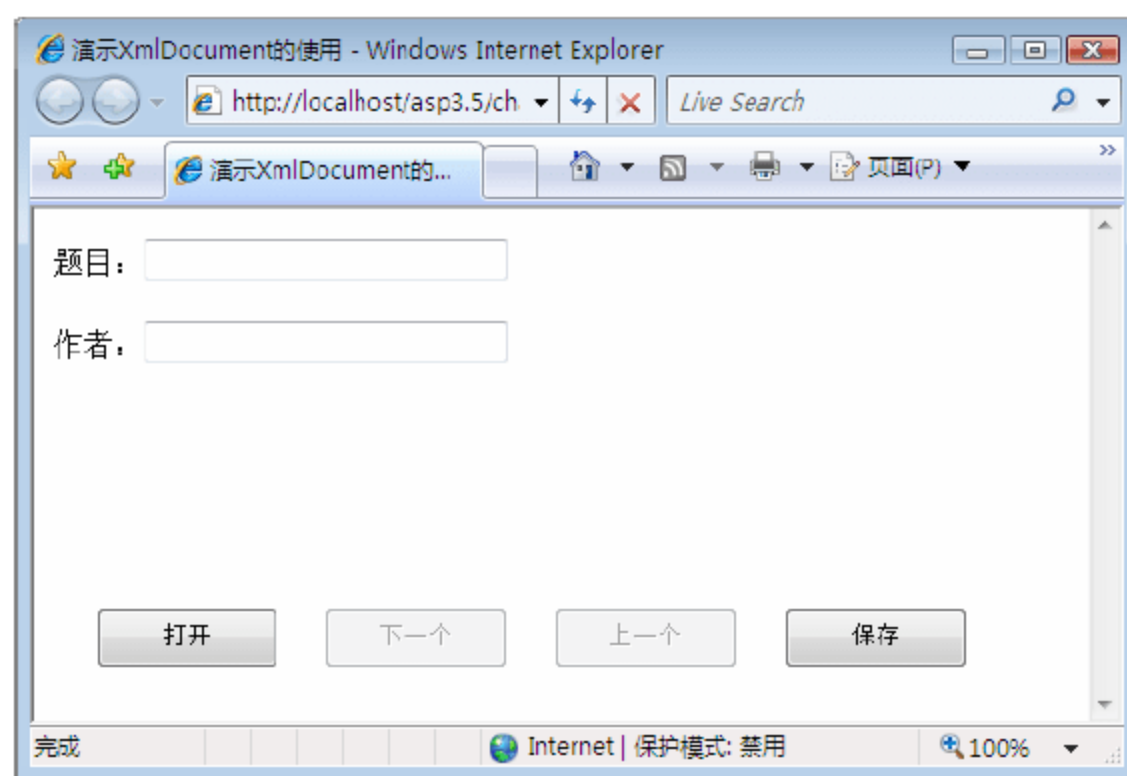 演示XmlDocument的使用 - Windows Internet Explorer
http://localhost/asp3.5/ch Live Search
演示XmlDocument的... 页面(P)
题目：
作者：
打开 下一个 上一个 保存
完成 Internet | 保护模式: 禁用 100%